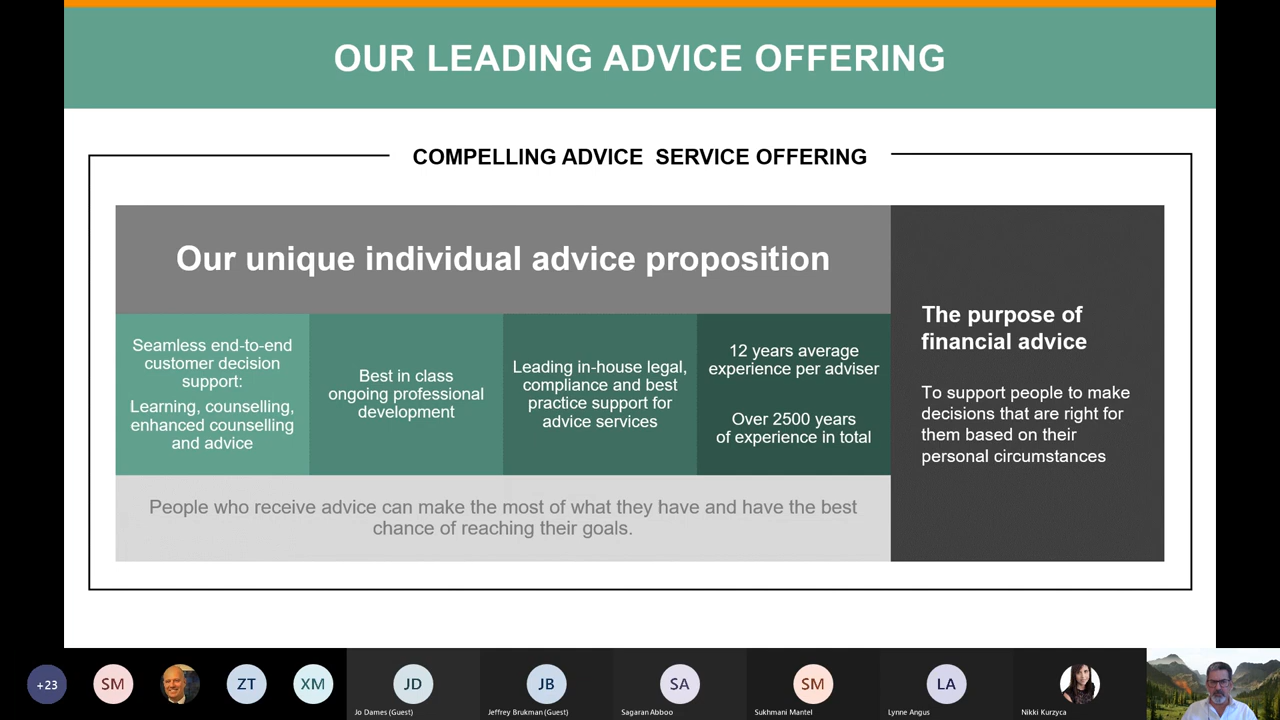 OUR LEADING ADVICE OFFERING
COMPELLING ADVICE  SERVICE OFFERING
Our unique individual advice proposition
Seamless end-to-end
customer decision
support:
Learning, counselling,
enhanced counselling
and advice
Best in class
ongoing professional
development
Leading in-house legal,
compliance and best
practice support for
advice services
12 years average
experience per adviser
Over 2500 years
of experience in total
The purpose of
financial advice
To support people to make
decisions that are right for
them based on their
personal circumstances
People who receive advice can make the most of what they have and have the best
chance of reaching their goals.
+23
SM
ZT
XM
JD
JB
SA
SM
LA
Jo Dames (Guest)
Jeffrey Brukman (Guest)
Sagaran Abboo
Sukhmani Mantel
Lynne Angus
Nikki Kurzyca